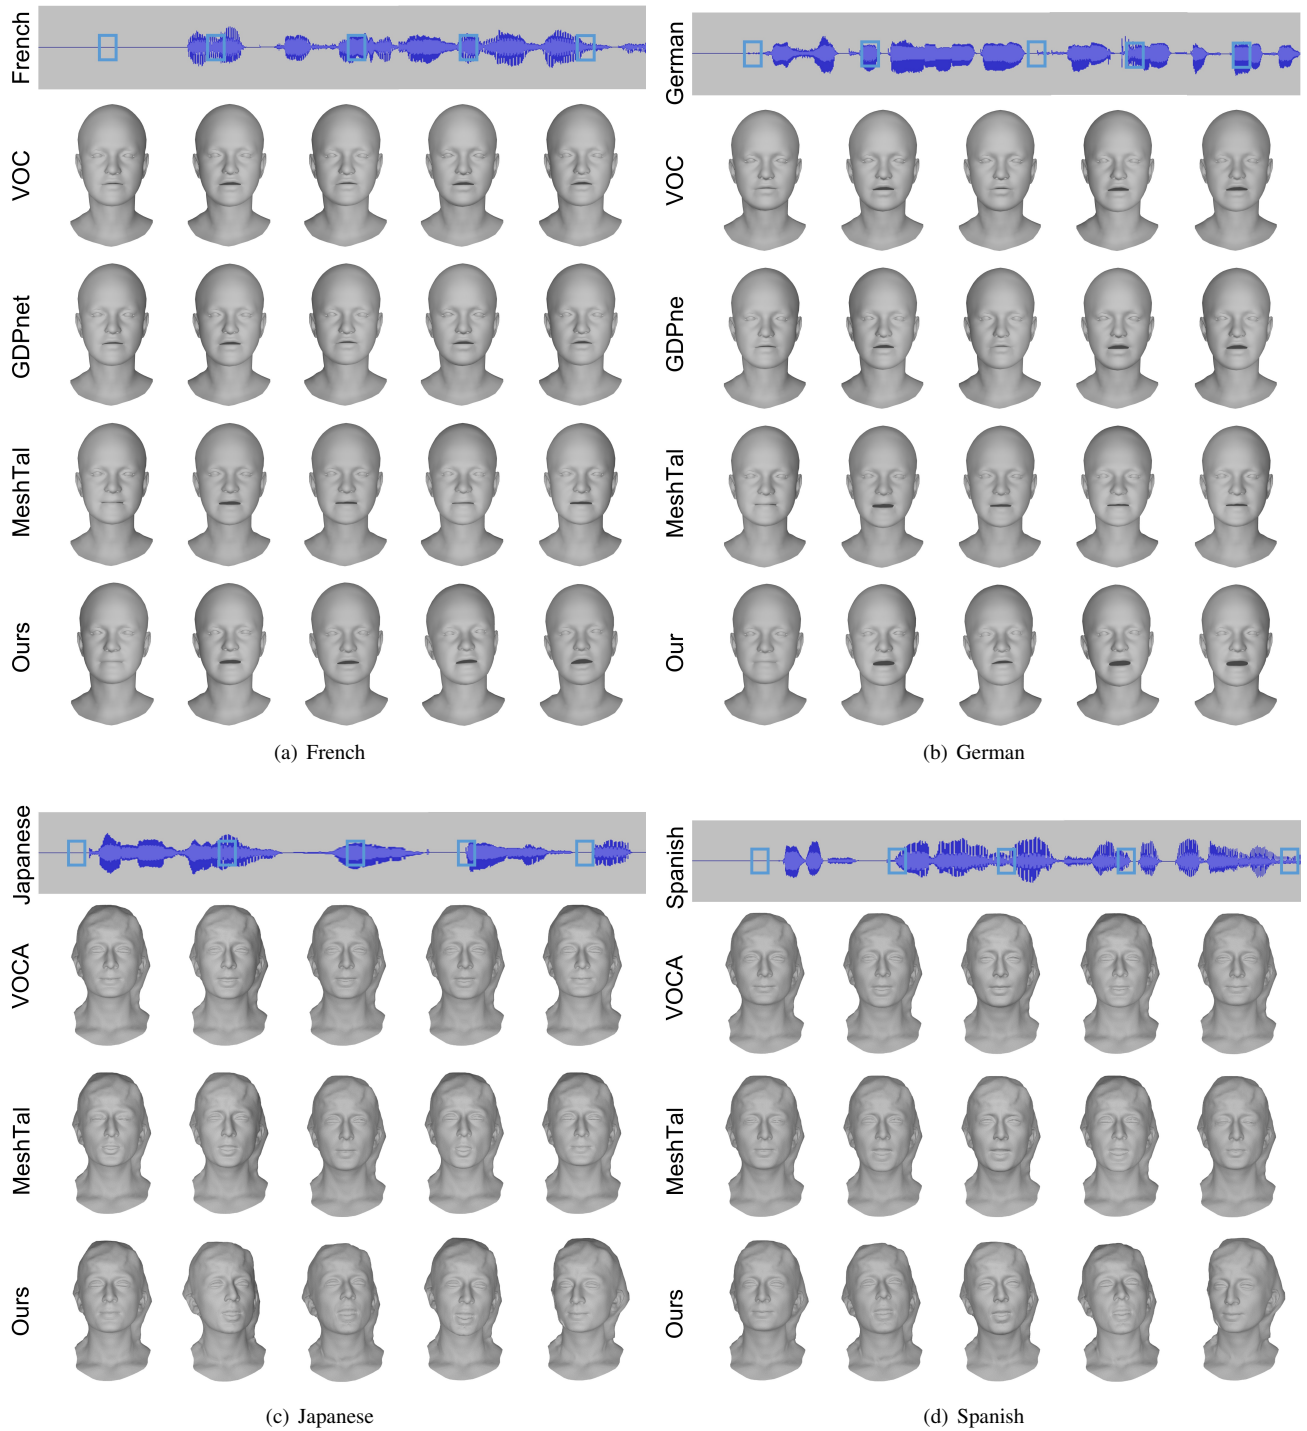 French
VOC
GDPnet
MeshTal
Ours
(a) French
German
VOC
GDPne
MeshTal
Our
(b) German
Japanese
VOCA
MeshTal
Ours
(c) Japanese
Spanish
VOCA
MeshTal
Ours
(d) Spanish